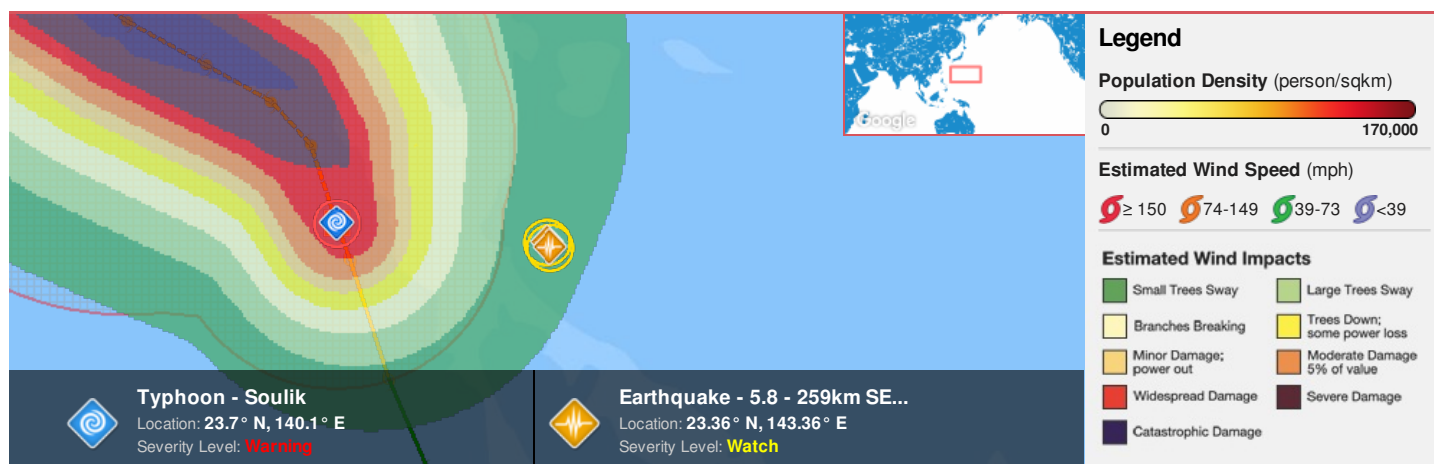 Google
Typhoon - Soulik
Location: 23.7° N, 140.1° E
Severity Level: Warning
Earthquake - 5.8 - 259km SE...
Location: 23.36° N, 143.36° E
Severity Level: Watch
Legend
Population Density (person/sqkm)
0 170,000
Estimated Wind Speed (mph)
≥ 150 74-149 39-73 <39
Estimated Wind Impacts
Small Trees Sway
Large Trees Sway
Branches Breaking
Trees Down;
some power loss
Minor Damage;
power out
Moderate Damage
5% of value
Widespread Damage
Severe Damage
Catastrophic Damage